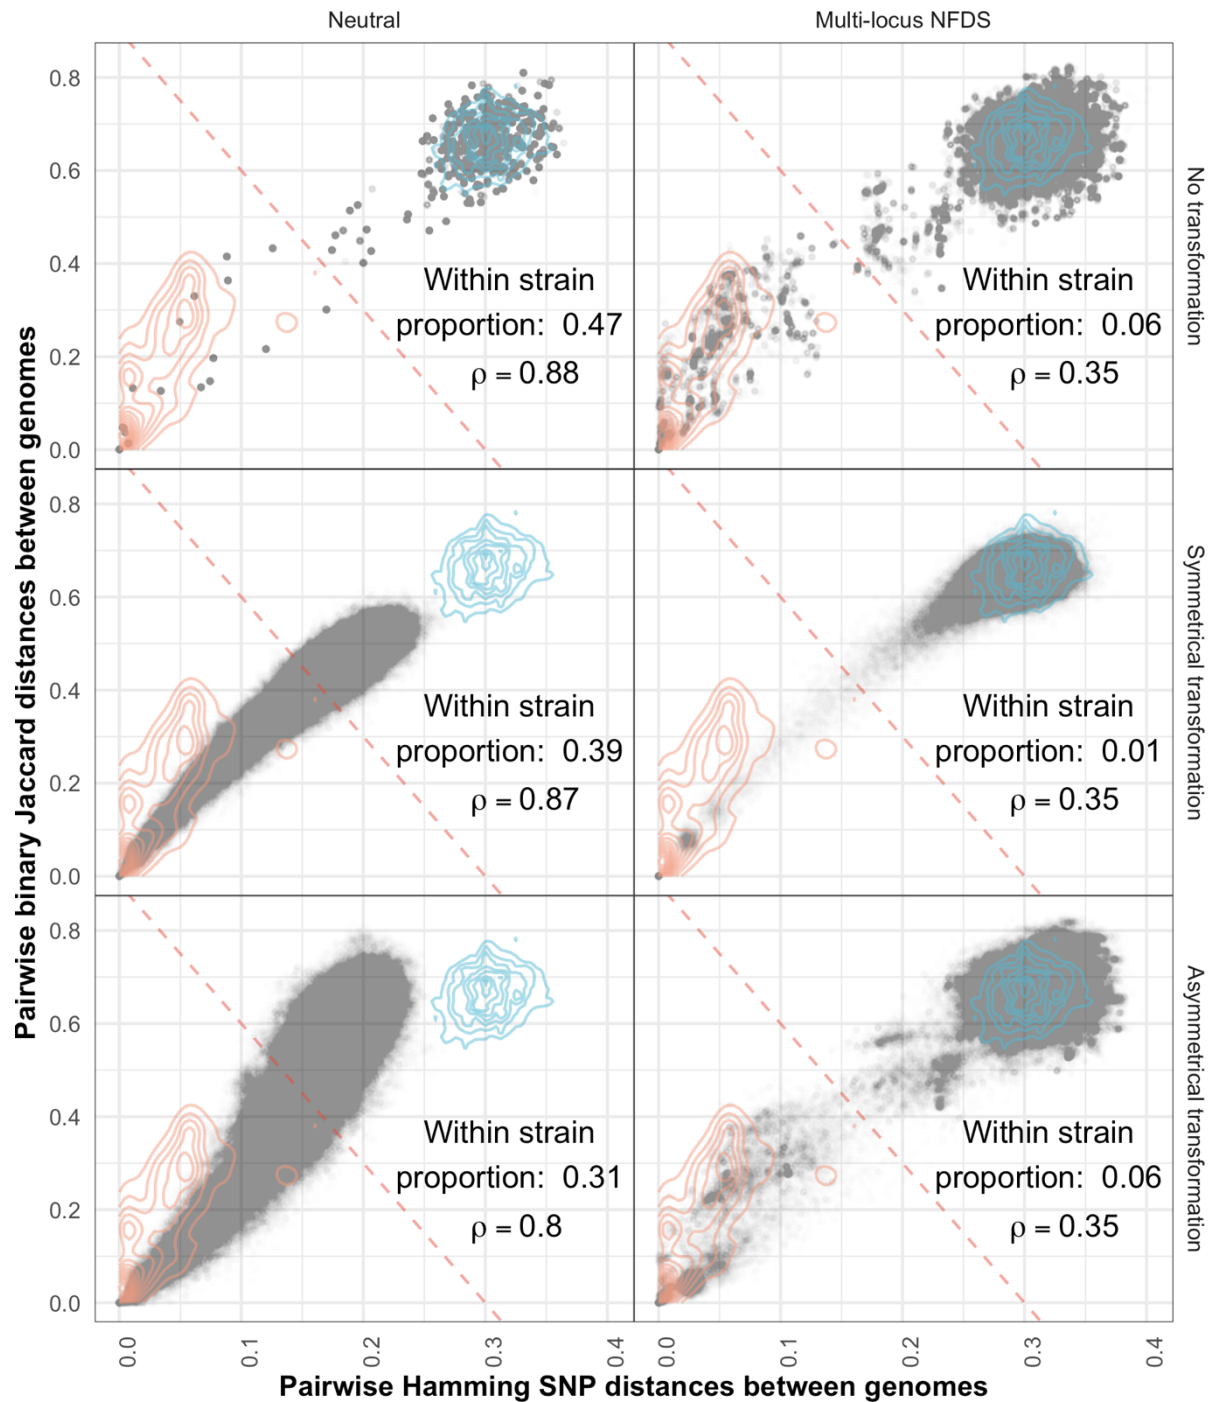 Neutral
Multi-locus NFDS
Pairwise binary Jaccard distances between genomes
0.8
0.6
0.4
0.2
0.0
Within strain
proportion: 0.47
ρ = 0.88
Within strain
proportion: 0.06
ρ = 0.35
No transformation
0.8
0.6
0.4
0.2
0.0
Within strain
proportion: 0.39
ρ = 0.87
Within strain
proportion: 0.01
ρ = 0.35
Symmetrical transformation
0.8
0.6
0.4
0.2
0.0
Within strain
proportion: 0.31
ρ = 0.8
Within strain
proportion: 0.06
ρ = 0.35
Asymmetrical transformation
0.0
0.1
0.2
0.3
0.4
0.0
0.1
0.2
0.3
0.4
Pairwise Hamming SNP distances between genomes